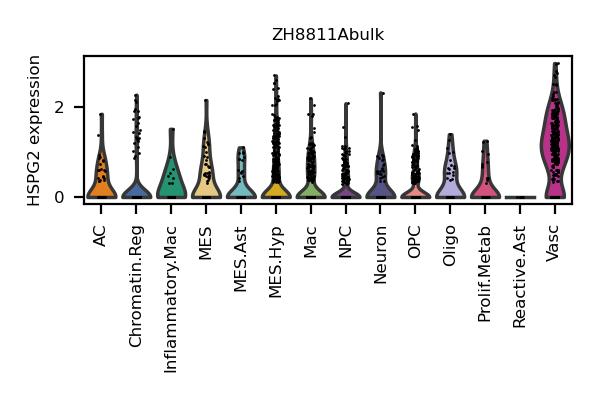 ZH8811Abulk
HSPG2 expression
2
0
AC
Chromatin.Reg
Inflammatory.Mac
MES
MES.Ast
MES.Hyp
Mac
NPC
Neuron
OPC
Oligo
Prolif.Metab
Reactive.Ast
Vasc